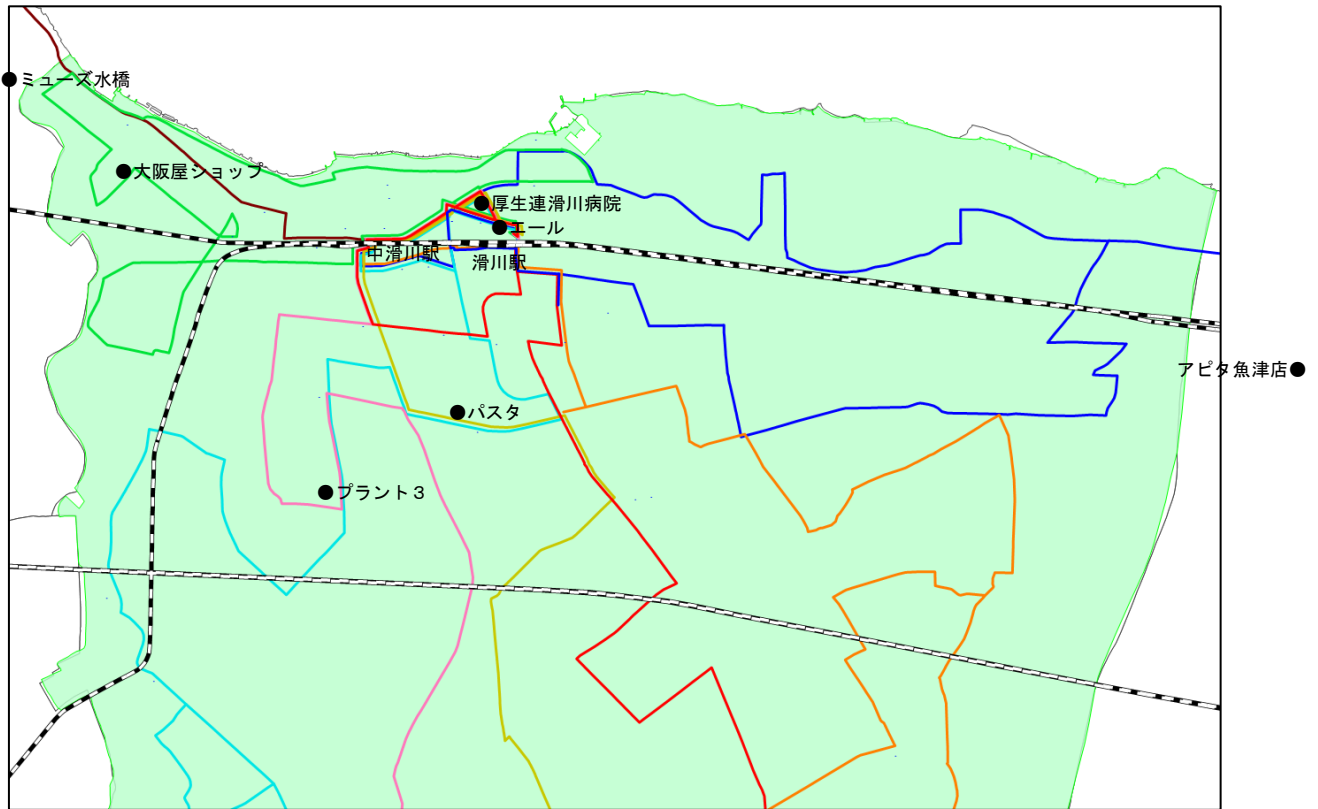 ミューズ水橋
大阪屋ショップ
厚生連滑川病院
エール
中滑川駅
滑川駅
アピタ魚津店
パスタ
プラント３